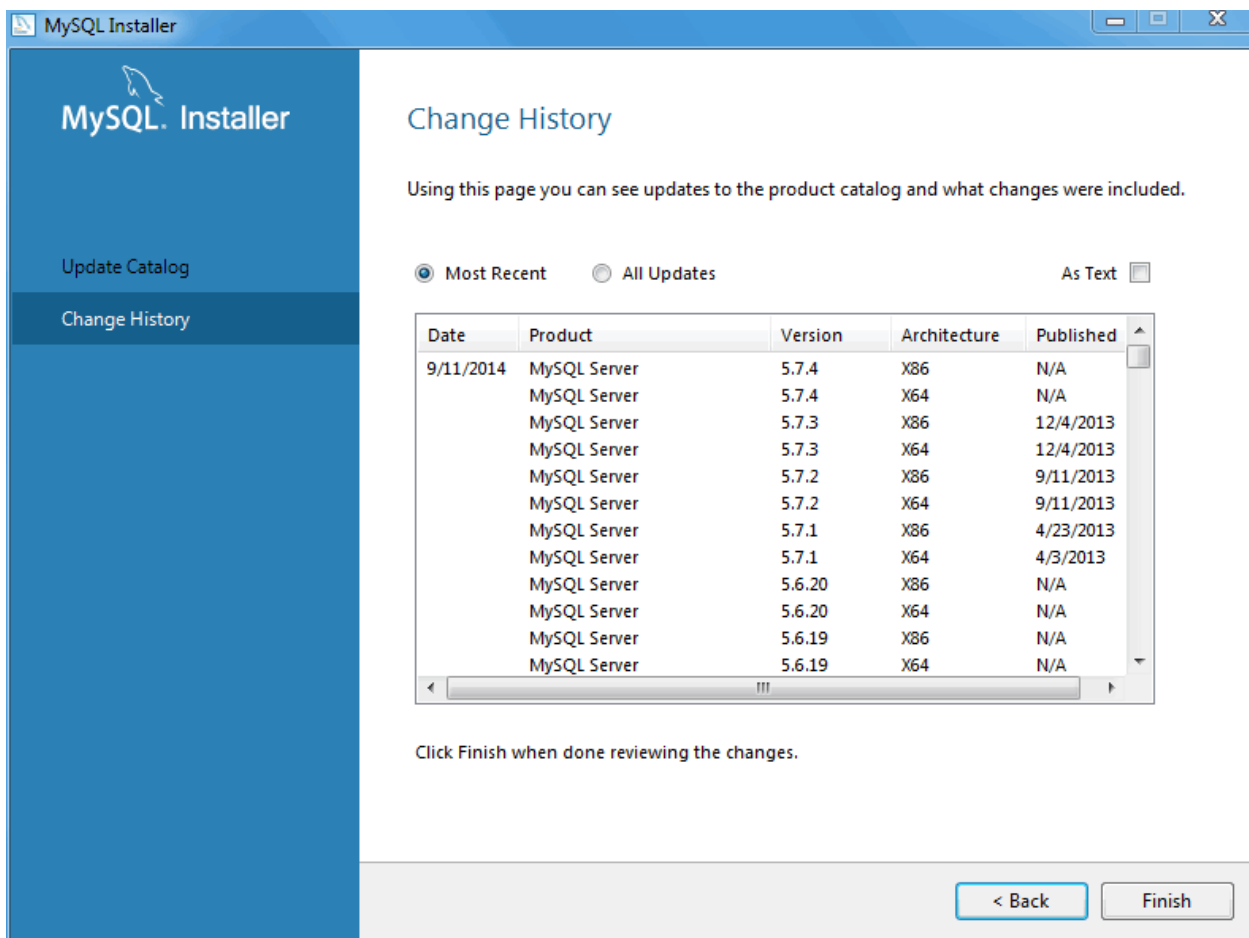 MySQL Installer
MySQL. Installer
Update Catalog
Change History
Change History
Using this page you can see updates to the product catalog and what changes were included.
Most Recent All Updates As Text
Date Product Version Architecture Published
9/11/2014 MySQL Server 5.7.4 X86 N/A
MySQL Server 5.7.4 X64 N/A
MySQL Server 5.7.3 X86 12/4/2013
MySQL Server 5.7.3 X64 12/4/2013
MySQL Server 5.7.2 X86 9/11/2013
MySQL Server 5.7.2 X64 9/11/2013
MySQL Server 5.7.1 X86 4/23/2013
MySQL Server 5.7.1 X64 4/3/2013
MySQL Server 5.6.20 X86 N/A
MySQL Server 5.6.20 X64 N/A
MySQL Server 5.6.19 X86 N/A
MySQL Server 5.6.19 X64 N/A
Click Finish when done reviewing the changes.
< Back Finish